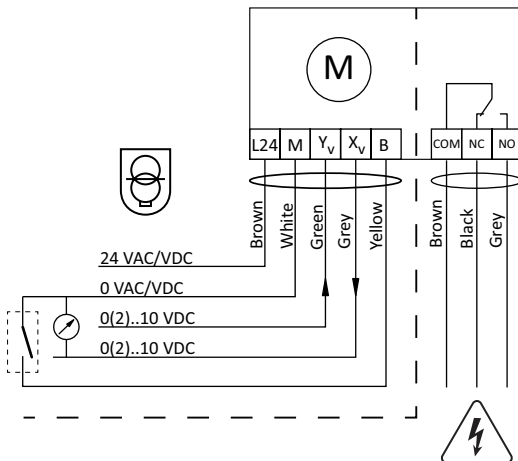 M
L24 M Yv Xv B COM NC NO
Brown White Green Grey Yellow Brown Black Grey
24 VAC/VDC
0 VAC/VDC
0(2)..10 VDC
0(2)..10 VDC